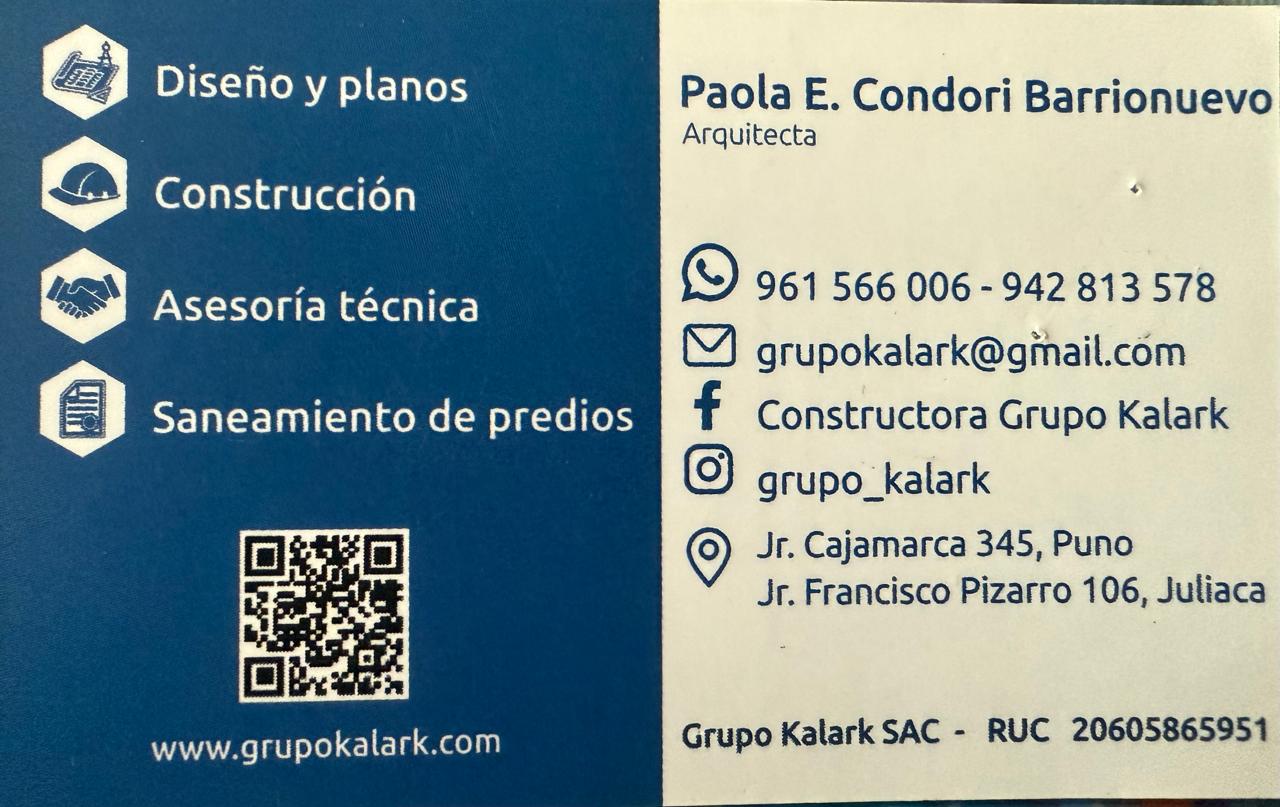 Diseño y planos
Construcción
Asesoría técnica
Saneamiento de predios
www.grupokalark.com
Paola E. Condori Barrionuevo
Arquitecta
961 566 006 - 942 813 578
grupokalark@gmail.com
Constructora Grupo Kalark
grupo_kalark
Jr. Cajamarca 345, Puno
Jr. Francisco Pizarro 106, Juliaca
Grupo Kalark SAC - RUC 20605865951